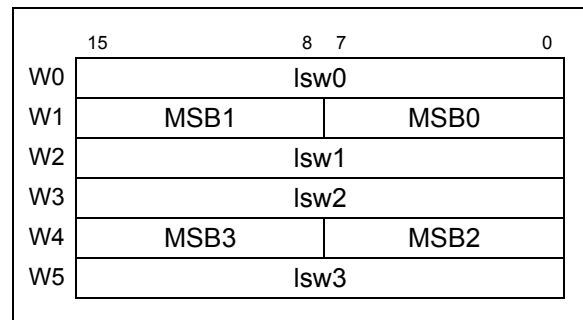 15 8 7 0
W0 lsw0
W1 MSB1 MSB0
W2 lsw1
W3 lsw2
W4 MSB3 MSB2
W5 lsw3